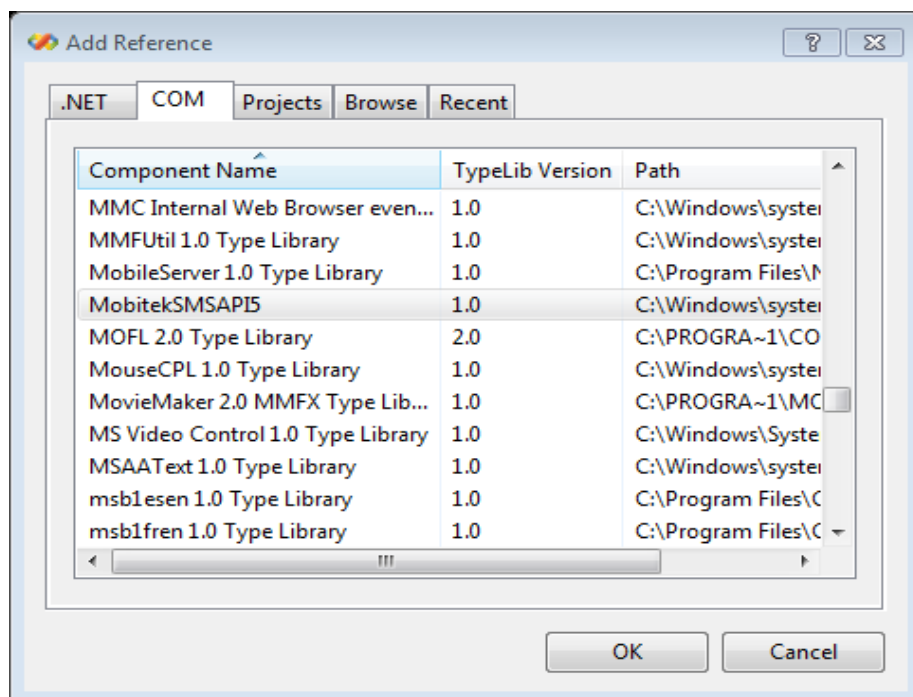 Add Reference
.NET COM Projects Browse Recent
Component Name TypeLib Version Path
MMC Internal Web Browser even... 1.0 C:\Windows\syster
MMFUtil 1.0 Type Library 1.0 C:\Windows\syster
MobileServer 1.0 Type Library 1.0 C:\Program Files\N
MobitekSMSAPI5 1.0 C:\Windows\syster
MOFL 2.0 Type Library 2.0 C:\PROGRA~1\CO
MouseCPL 1.0 Type Library 1.0 C:\Windows\syster
MovieMaker 2.0 MMFX Type Lib... 1.0 C:\PROGRA~1\MC
MS Video Control 1.0 Type Library 1.0 C:\Windows\Syste
MSAAText 1.0 Type Library 1.0 C:\Windows\syster
msb1esen 1.0 Type Library 1.0 C:\Program Files\C
msb1fren 1.0 Type Library 1.0 C:\Program Files\C
OK Cancel